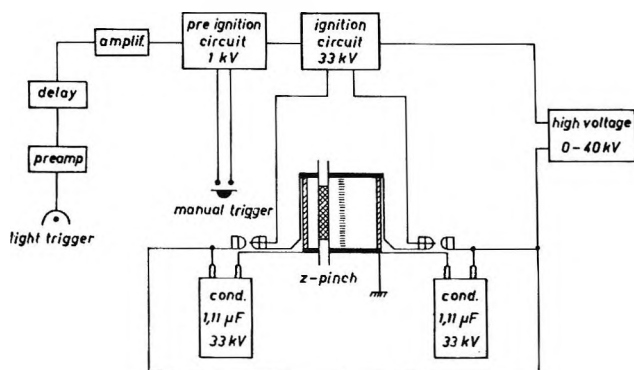 pre ignition
circuit
1 kV
ignition
circuit
33 kV
amplif.
delay
high voltage
0-40 kV
preamp
manual trigger
light trigger
z-pinch
cond.
1,11 µF
33 kV
cond.
1,11 µF
33 kV